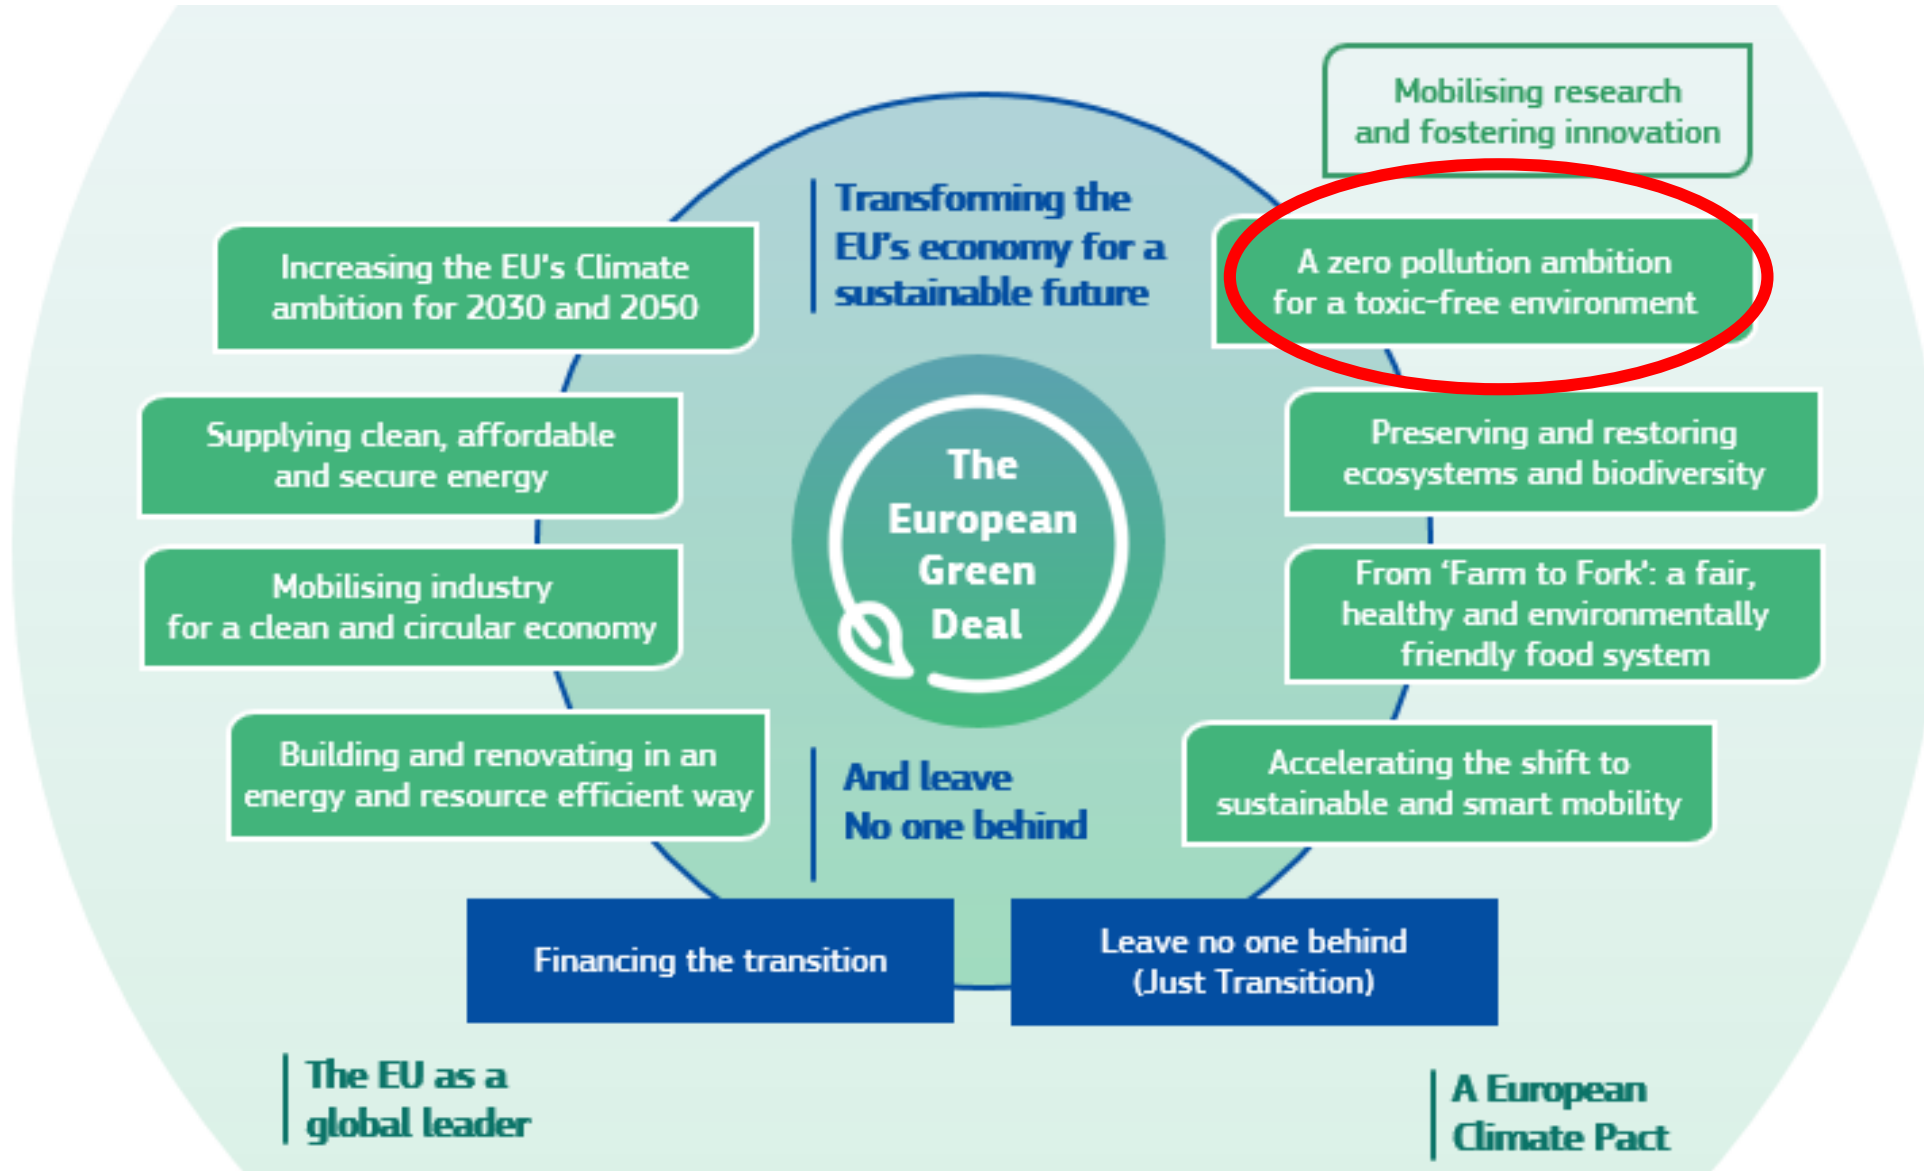 Mobilising research
and fostering innovation
Transforming the
EU's economy for a
sustainable future
Increasing the EU's Climate
ambition for 2030 and 2050
A zero pollution ambition
for a toxic-free environment
Supplying clean, affordable
and secure energy
The
European
Green
Deal
Preserving and restoring
ecosystems and biodiversity
Mobilising industry
for a clean and circular economy
From ‘Farm to Fork’: a fair,
healthy and environmentally
friendly food system
Building and renovating in an
energy and resource efficient way
And leave
No one behind
Accelerating the shift to
sustainable and smart mobility
Financing the transition
Leave no one behind
(Just Transition)
The EU as a
global leader
A European
Climate Pact